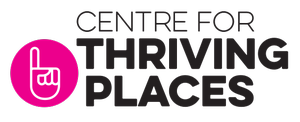 CENTRE FOR
THRIVING
PLACES